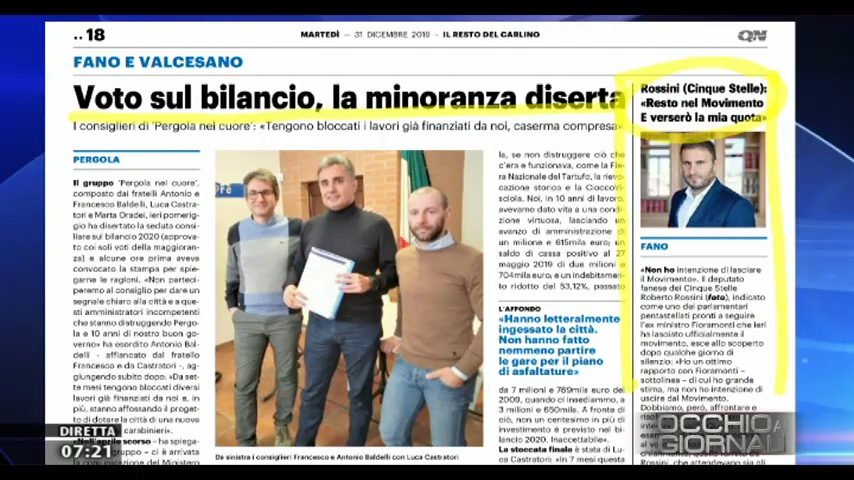 .. 18
MARTEDÌ — 31 DICEMBRE 2019 — IL RESTO DEL CARLINO
QN
FANO E VALCESANO
Voto sul bilancio, la minoranza diserta
I consiglieri di 'Pergola nel cuore': «Tengono bloccati i lavori già finanziati da noi, caserma compresa»
PERGOLA
Il gruppo 'Pergola nel cuore',
composto dai fratelli Antonio e
Francesco Baldelli, Luca Castra-
tori e Marta Oradei, ieri pomerig-
gio ha disertato la seduta consi-
liare sul bilancio 2020 (approva-
to coi soli voti della maggioran-
za) e alcune ore prima aveva
convocato la stampa per spie-
garne le ragioni. «Non parteci-
peremo al consiglio per dare un
segnale chiaro alla città e a que-
sti amministratori incompetenti
che stanno distruggendo Pergo-
la e 10 anni di nostro buon go-
verno» ha esordito Antonio Bal-
delli - affiancato dal fratello
Francesco e da Castratori -, ag-
giungendo subito dopo: «Da set-
te mesi tengono bloccati diversi
lavori già finanziati da noi e, in
più, stanno affossando il proget-
to di dotare la città di una nuova
carabinieri».
«Nell'aprile scorso – ha spiega-
gruppo – ci è arrivata
comunicazione del Ministero
Da sinistra i consiglieri Francesco e Antonio Baldelli con Luca Castratori
la, se non distruggere ciò che
c'era e funzionava, come la Fie-
ra Nazionale del Tartufo, la rievo-
cazione storica e la CioccoVi-
sciola. Noi, in 10 anni di lavoro,
avevamo dato vita a una condi-
zione virtuosa, lasciando un
avanzo di amministrazione di
un milione e 615mila euro; un
saldo di cassa positivo al 27
maggio 2019 di due milioni e
704mila euro; e un indebitamen-
to ridotto del 53,12%, passato
L'AFFONDO
«Hanno letteralmente
ingessato la città.
Non hanno fatto
nemmeno partire
le gare per il piano
di asfaltature»
da 7 milioni e 789mila euro del
2009, quando ci insediammo, a
3 milioni e 650mila. A fronte di
ciò, non un centesimo in più di
investimento è previsto nel bi-
lancio 2020. Inaccettabile».
La stoccata finale è stata di Lu-
ca Castratori: «In 7 mesi questa
Rossini (Cinque Stelle):
«Resto nel Movimento
E verserò la mia quota»
FANO
«Non ho intenzione di lasciare
il Movimento». Il deputato
fanese del Cinque Stelle
Roberto Rossini (foto), indicato
come uno dei parlamentari
pentastellati pronti a seguire
l'ex ministro Fioramonti che ieri
ha lasciato ufficialmente il
movimento, esce allo scoperto
dopo qualche giorno di
silenzio: «Ho un ottimo
rapporto con Fioramonti –
sottolinea – di cui ho grande
stima, ma non ho intenzione di
uscire dal Movimento.
Dobbiamo, però, affrontare e
DIRETTA
07:21
OCCHIO AI
GIORNALI